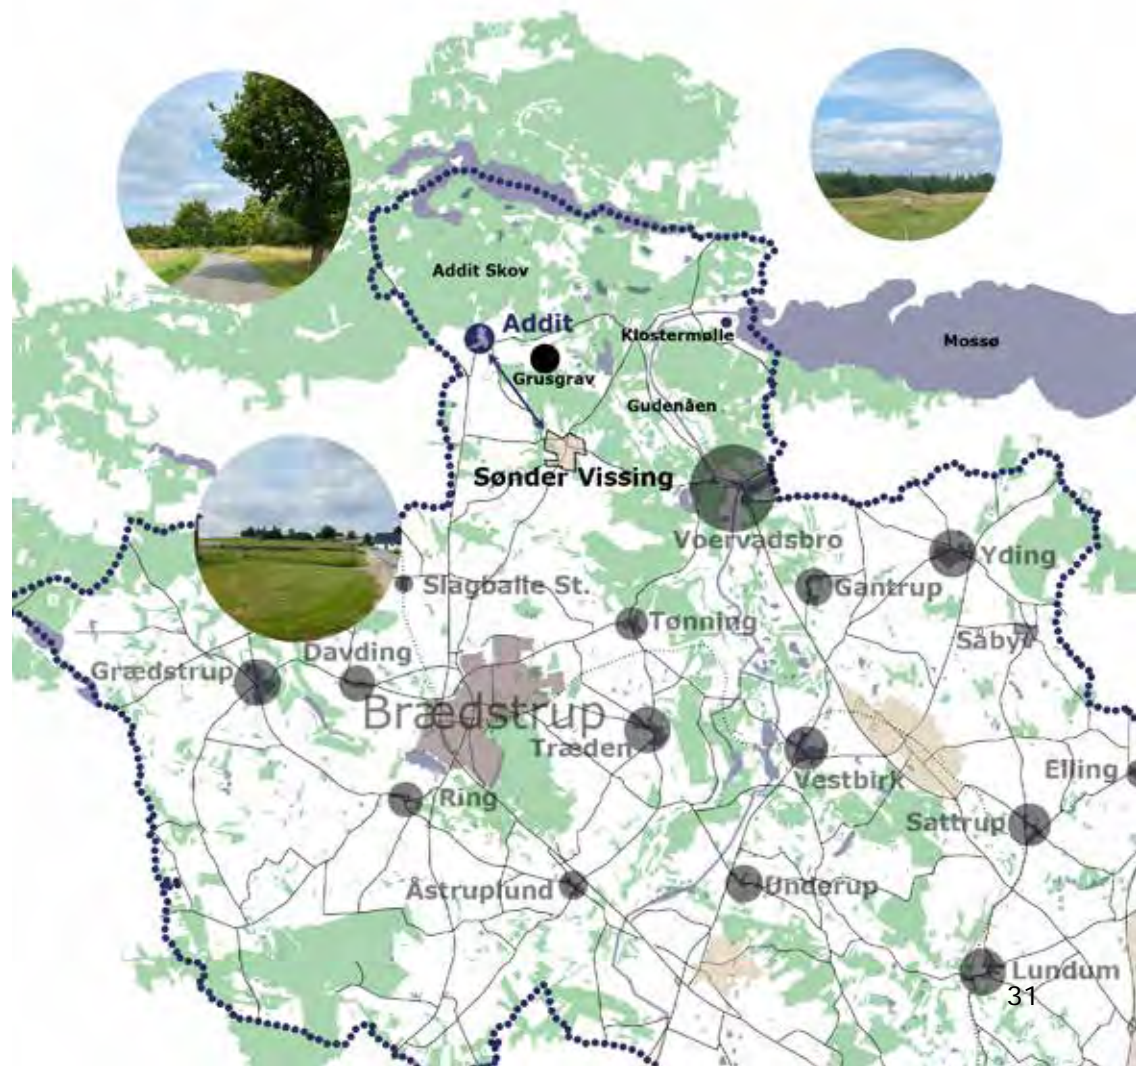 Addit Skov
Addit
Klostermølle
Mossø
Grusgrav
Gudenåen
Sønder Vissing
Voervadsbro
Yding
Slagballe St.
Gantrup
Tønning
Såby
Davding
Grædstrup
Brædstrup
Træden
Vestbirk
Elling
Ring
Sattrup
Åstruplund
Underup
Lundum
31